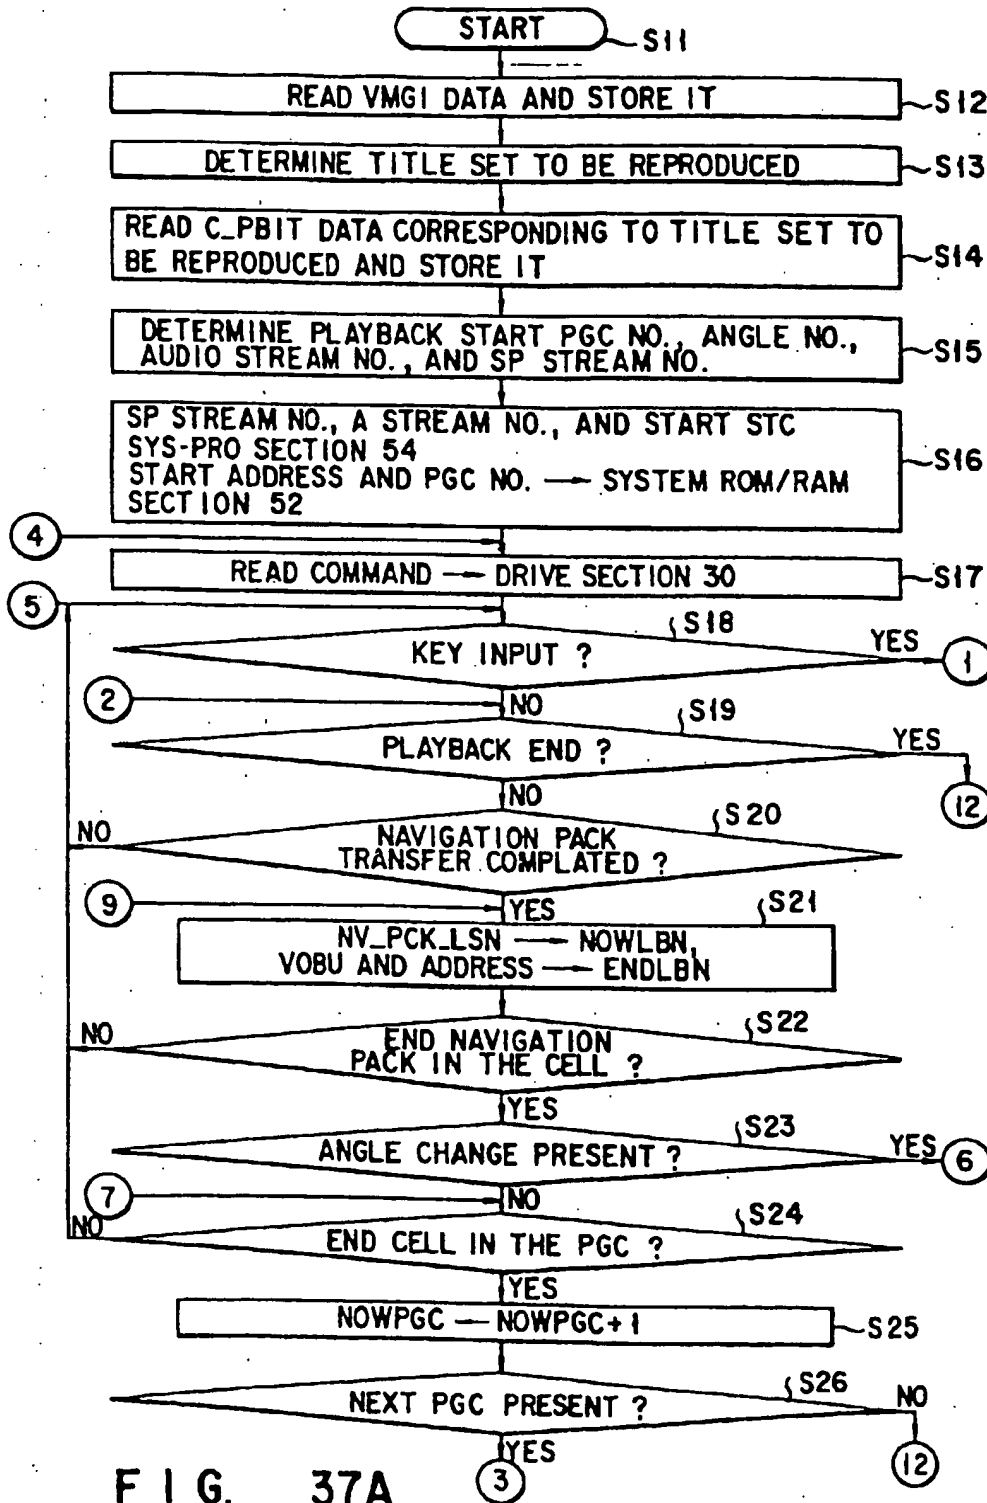 START
S11
READ VMGI DATA AND STORE IT
S12
DETERMINE TITLE SET TO BE REPRODUCED
S13
READ C_PBIT DATA CORRESPONDING TO TITLE SET TO
BE REPRODUCED AND STORE IT
S14
DETERMINE PLAYBACK START PGC NO., ANGLE NO.,
AUDIO STREAM NO., AND SP STREAM NO.
S15
SP STREAM NO., A STREAM NO., AND START STC
SYS-PRO SECTION 54
START ADDRESS AND PGC NO. → SYSTEM ROM/RAM
SECTION 52
S16
4
READ COMMAND → DRIVE SECTION 30
S17
5
S18
KEY INPUT ?
YES
1
2
NO
S19
PLAYBACK END ?
YES
12
NO
S20
NO
NAVIGATION PACK
TRANSFER COMPLATED ?
9
YES
S21
NV_PCK_LSN → NOWLBN,
VOBU AND ADDRESS → ENDLBN
S22
NO
END NAVIGATION
PACK IN THE CELL ?
YES
S23
ANGLE CHANGE PRESENT ?
YES
6
7
NO
S24
NO
END CELL IN THE PGC ?
YES
NOWPGC — NOWPGC+1
S25
S26
NEXT PGC PRESENT ?
NO
12
YES
3
FIG. 37A